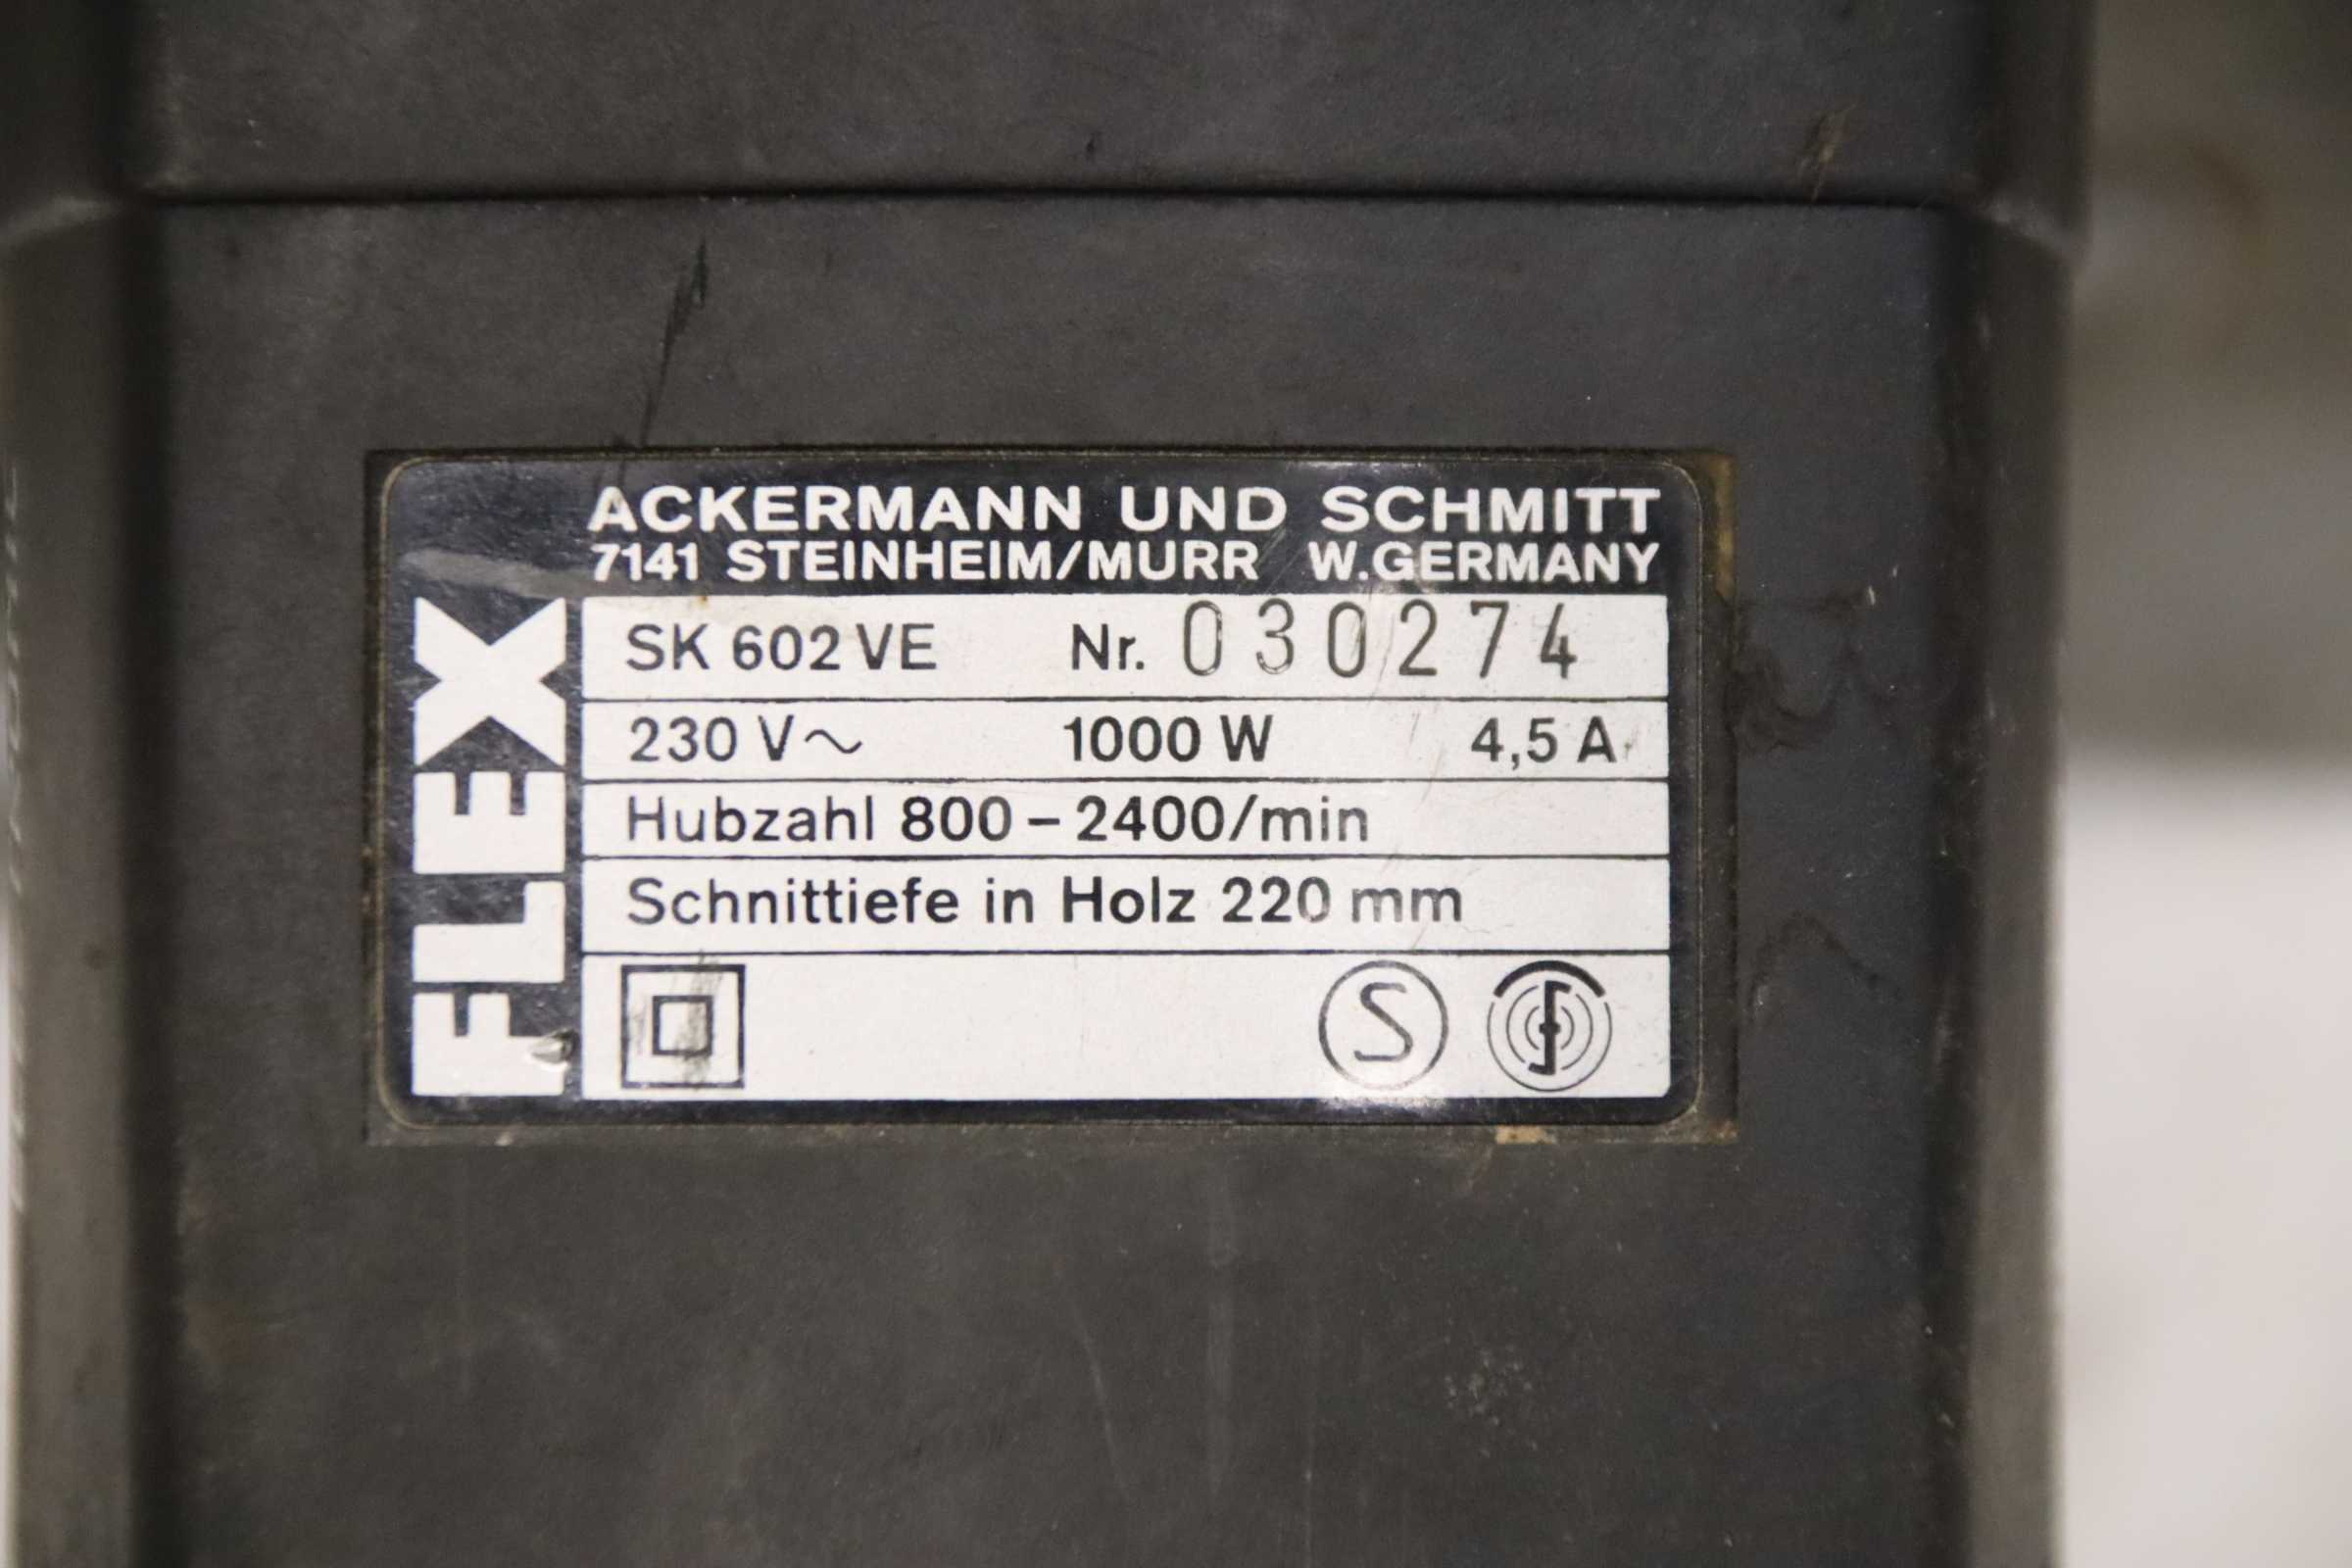 ACKERMANN UND SCHMITT
7141 STEINHEIM/MURR W.GERMANY
FLEX
SK 602 VE Nr. 030274
230 V~ 1000 W 4,5 A
Hubzahl 800-2400/min
Schnittiefe in Holz 220 mm
S